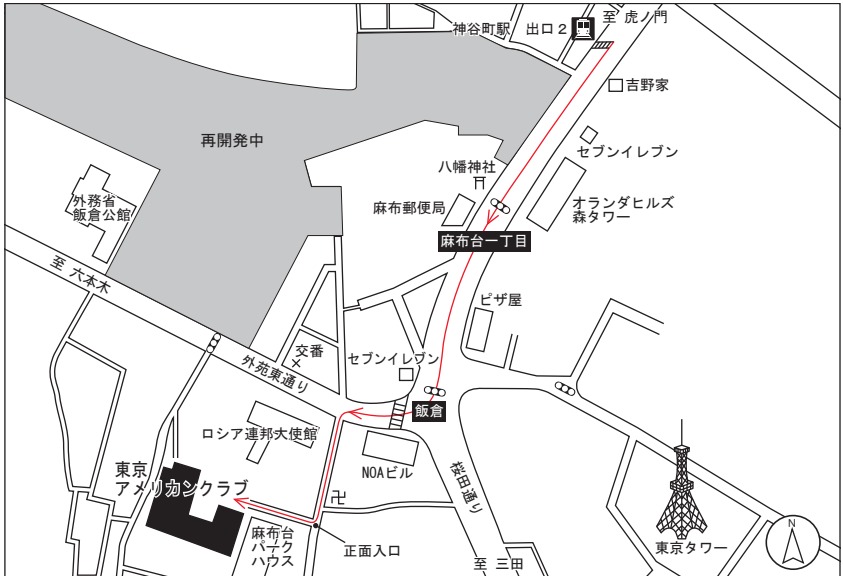 至 虎ノ門
神谷町駅 出口2
吉野家
再開発中
セブンイレブン
八幡神社
外務省
飯倉公館
麻布郵便局
オランダヒルズ
森タワー
麻布台一丁目
至 六本木
ピザ屋
交番
セブンイレブン
外苑東通り
飯倉
ロシア連邦大使館
NOAビル
桜田通り
東京
アメリカンクラブ
卍
麻布台
パーク
ハウス
正面入口
至 三田
東京タワー
N